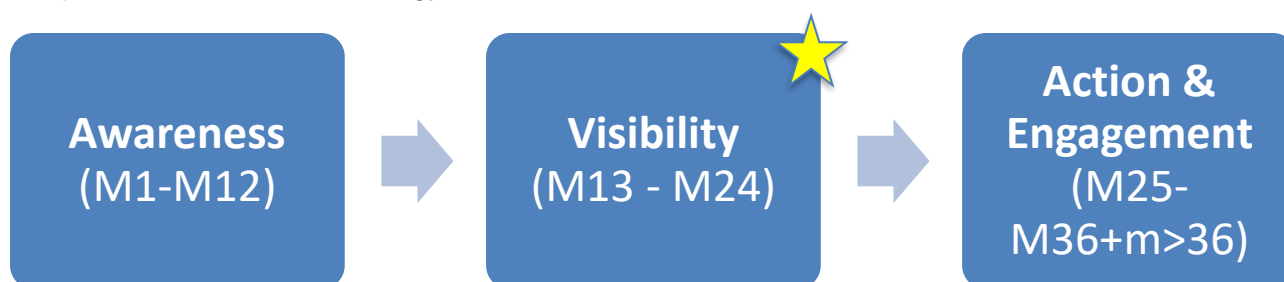 Awareness
(M1-M12)
Visibility
(M13 - M24)
Action &
Engagement
(M25-
M36+m>36)